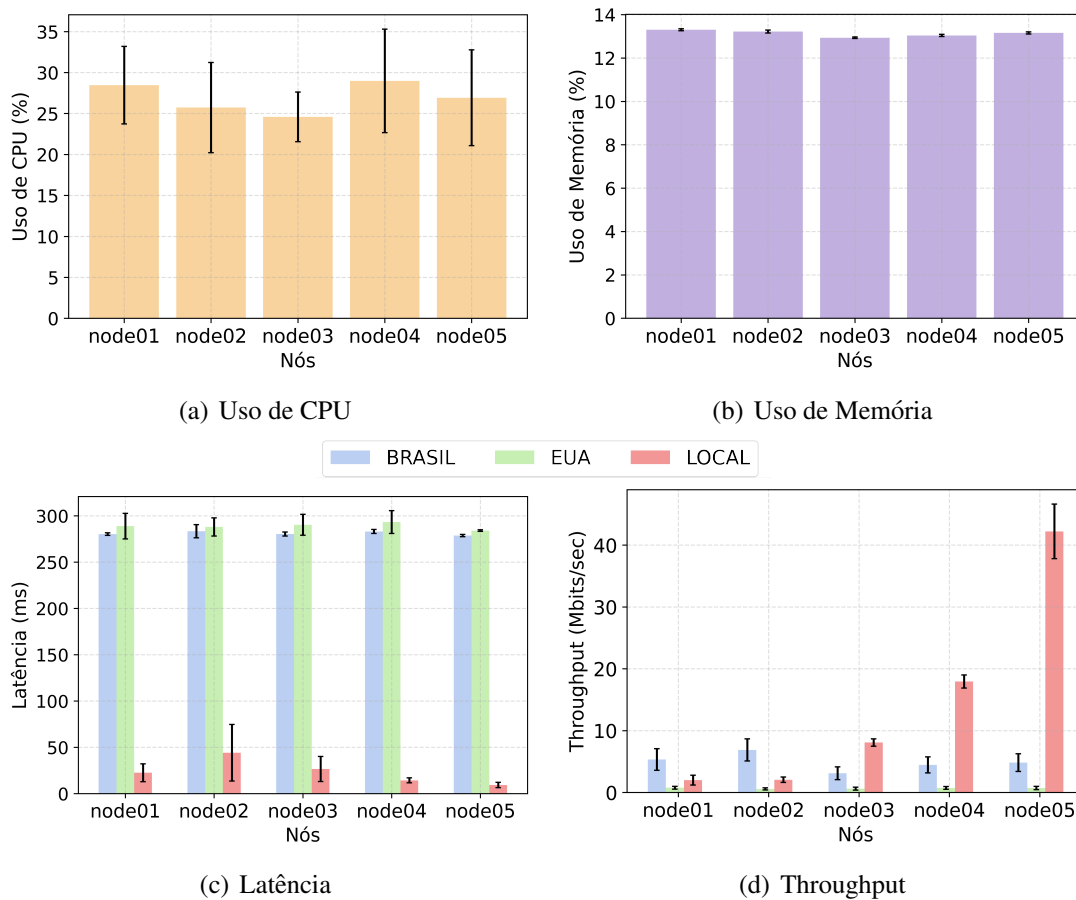 35
30
25
20
15
10
5
0
Uso de CPU (%)
node01 node02 node03 node04 node05
Nós
(a) Uso de CPU
14
12
10
8
6
4
2
0
Uso de Memória (%)
node01 node02 node03 node04 node05
Nós
(b) Uso de Memória
BRASIL EUA LOCAL
300
250
200
150
100
50
0
Latência (ms)
node01 node02 node03 node04 node05
Nós
(c) Latência
40
30
20
10
0
Throughput (Mbits/sec)
node01 node02 node03 node04 node05
Nós
(d) Throughput